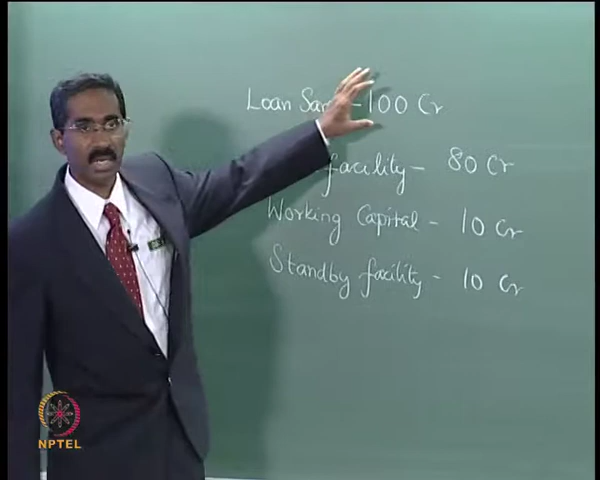 Loan - 100 Cr
facility - 80 Cr
Working Capital - 10 Cr
Standby facility - 10 Cr
NPTEL